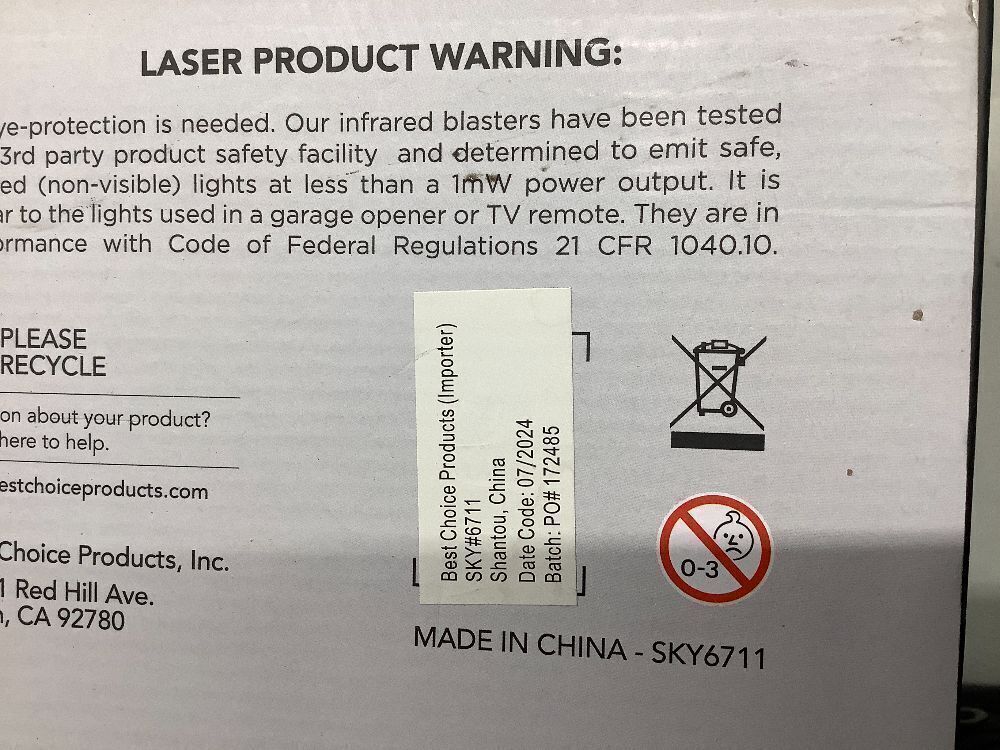 LASER PRODUCT WARNING:
ye-protection is needed. Our infrared blasters have been tested
3rd party product safety facility and determined to emit safe,
ed (non-visible) lights at less than a 1mW power output. It is
ar to the lights used in a garage opener or TV remote. They are in
ormance with Code of Federal Regulations 21 CFR 1040.10.
PLEASE
RECYCLE
on about your product?
here to help.
estchoiceproducts.com
Choice Products, Inc.
1 Red Hill Ave.
, CA 92780
Best Choice Products (Importer)
SKY#6711
Shantou, China
Date Code: 07/2024
Batch: PO# 172485
0-3
MADE IN CHINA - SKY6711